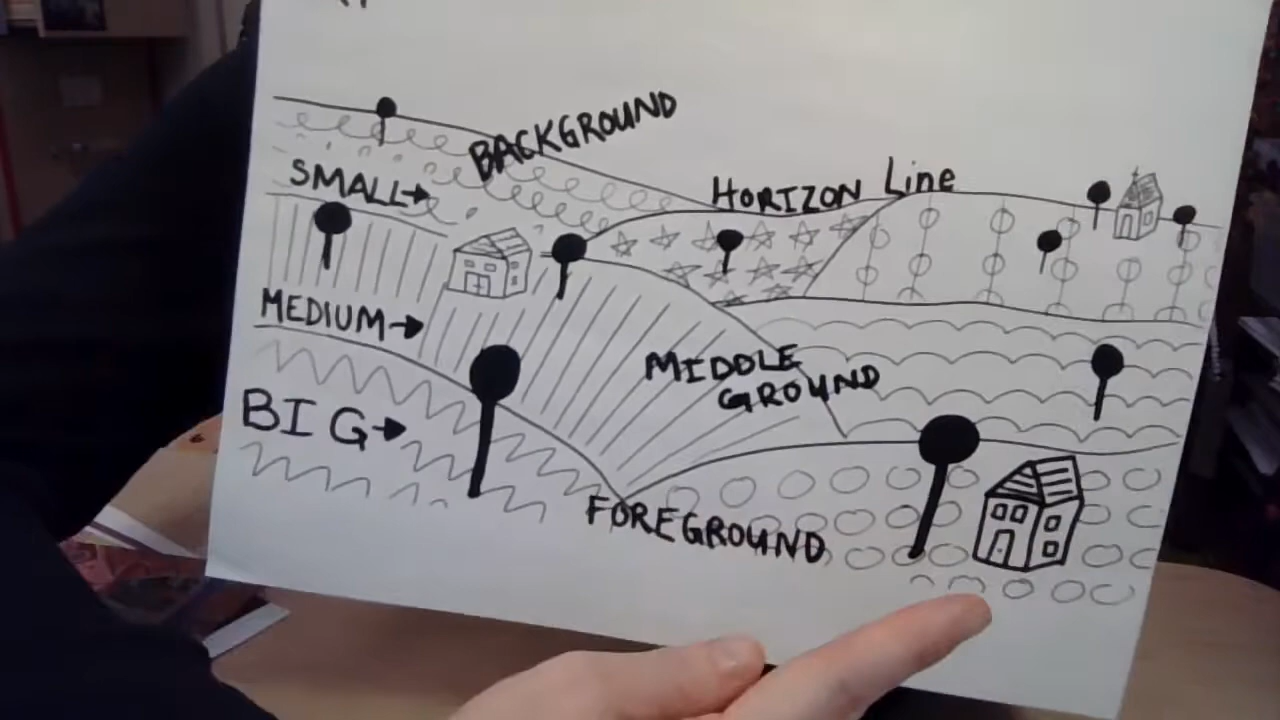 BACKGROUND
SMALL→
HORIZON Line
MEDIUM→
MIDDLE
GROUND
BIG→
FOREGROUND